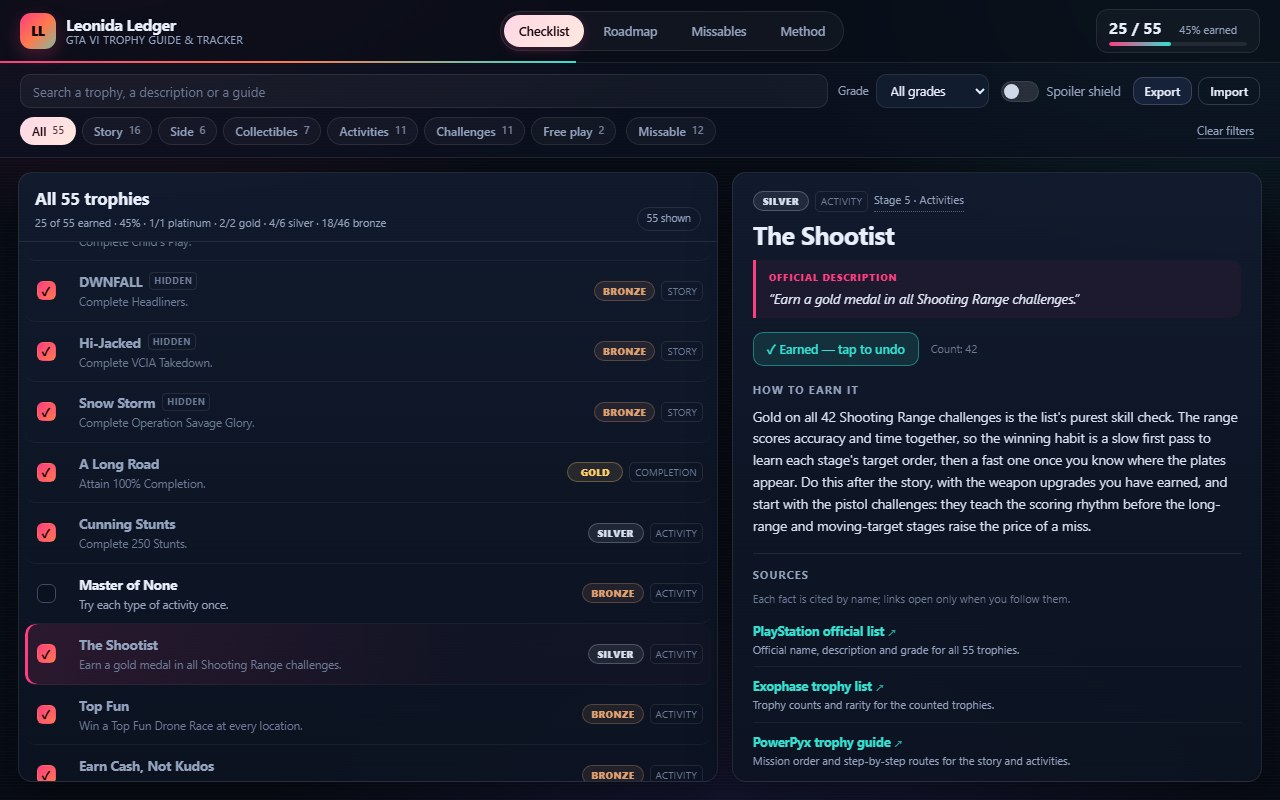 LL
Leonida Ledger
GTA VI TROPHY GUIDE & TRACKER
Checklist
Roadmap
Missables
Method
25 / 55
45% earned
Search a trophy, a description or a guide
Grade
All grades
Spoiler shield
Export
Import
All 55
Story 16
Side 6
Collectibles 7
Activities 11
Challenges 11
Free play 2
Missable 12
Clear filters
All 55 trophies
25 of 55 earned · 45% · 1/1 platinum · 2/2 gold · 4/6 silver · 18/46 bronze
55 shown
Complete Child's Play.
DWNFALL HIDDEN
Complete Headliners.
BRONZE STORY
Hi-Jacked HIDDEN
Complete VCIA Takedown.
BRONZE STORY
Snow Storm HIDDEN
Complete Operation Savage Glory.
BRONZE STORY
A Long Road
Attain 100% Completion.
GOLD COMPLETION
Cunning Stunts
Complete 250 Stunts.
SILVER ACTIVITY
Master of None
Try each type of activity once.
BRONZE ACTIVITY
The Shootist
Earn a gold medal in all Shooting Range challenges.
SILVER ACTIVITY
Top Fun
Win a Top Fun Drone Race at every location.
BRONZE ACTIVITY
Earn Cash, Not Kudos
BRONZE ACTIVITY
SILVER ACTIVITY Stage 5 · Activities
The Shootist
OFFICIAL DESCRIPTION
“Earn a gold medal in all Shooting Range challenges.”
✓ Earned — tap to undo
Count: 42
HOW TO EARN IT
Gold on all 42 Shooting Range challenges is the list's purest skill check. The range
scores accuracy and time together, so the winning habit is a slow first pass to
learn each stage's target order, then a fast one once you know where the plates
appear. Do this after the story, with the weapon upgrades you have earned, and
start with the pistol challenges: they teach the scoring rhythm before the long-
range and moving-target stages raise the price of a miss.
SOURCES
Each fact is cited by name; links open only when you follow them.
PlayStation official list ↗
Official name, description and grade for all 55 trophies.
Exophase trophy list ↗
Trophy counts and rarity for the counted trophies.
PowerPyx trophy guide ↗
Mission order and step-by-step routes for the story and activities.